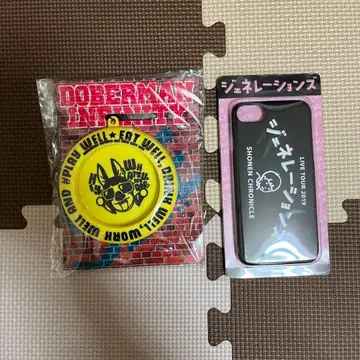 DOBERMAN
INFINITY
#PLAY WELL★EAT WELL, DRINK WELL, WORK WELL AND
ジェネレーションズ
ジェネレーションズ
LIVE TOUR 2019
SHONEN CHRONICLE